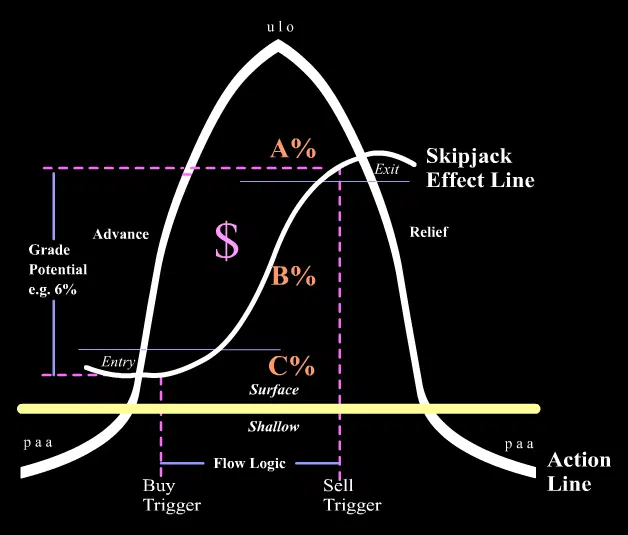 u l o
A%
Skipjack
Effect Line
Exit
Advance
$
Relief
Grade
Potential
e.g. 6%
B%
Entry
C%
Surface
Shallow
p a a
p a a
Flow Logic
Action
Line
Buy
Trigger
Sell
Trigger